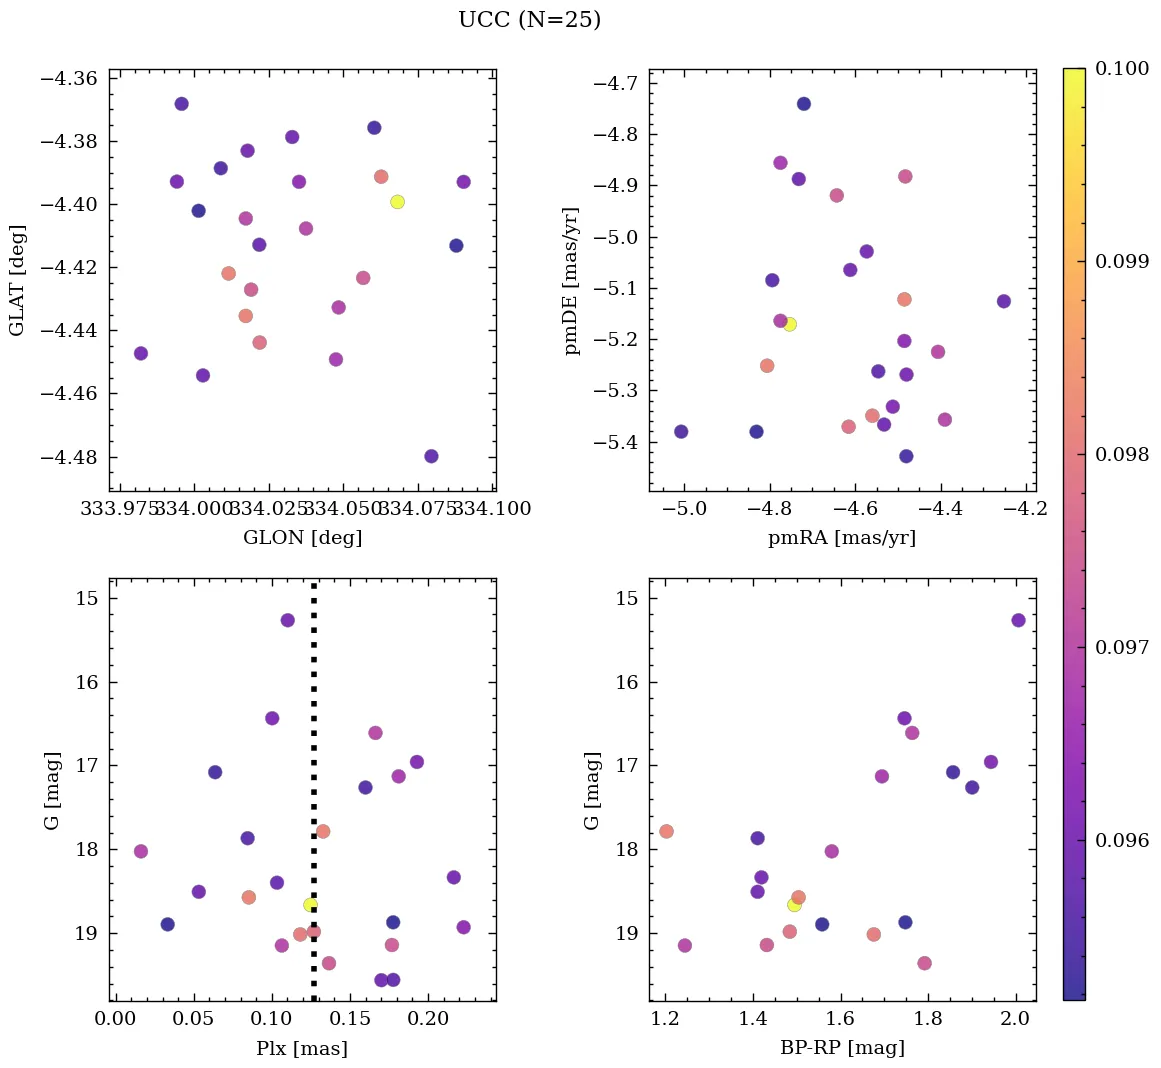 UCC (N=25)
−4.36
−4.38
−4.40
−4.42
−4.44
−4.46
−4.48
GLAT [deg]
333.975 334.000 334.025 334.050 334.075 334.100
GLON [deg]
−4.7
−4.8
−4.9
−5.0
−5.1
−5.2
−5.3
−5.4
pmDE [mas/yr]
−5.0 −4.8 −4.6 −4.4 −4.2
pmRA [mas/yr]
15
16
17
18
19
G [mag]
0.00 0.05 0.10 0.15 0.20
Plx [mas]
15
16
17
18
19
G [mag]
1.2 1.4 1.6 1.8 2.0
BP-RP [mag]
0.100
0.099
0.098
0.097
0.096